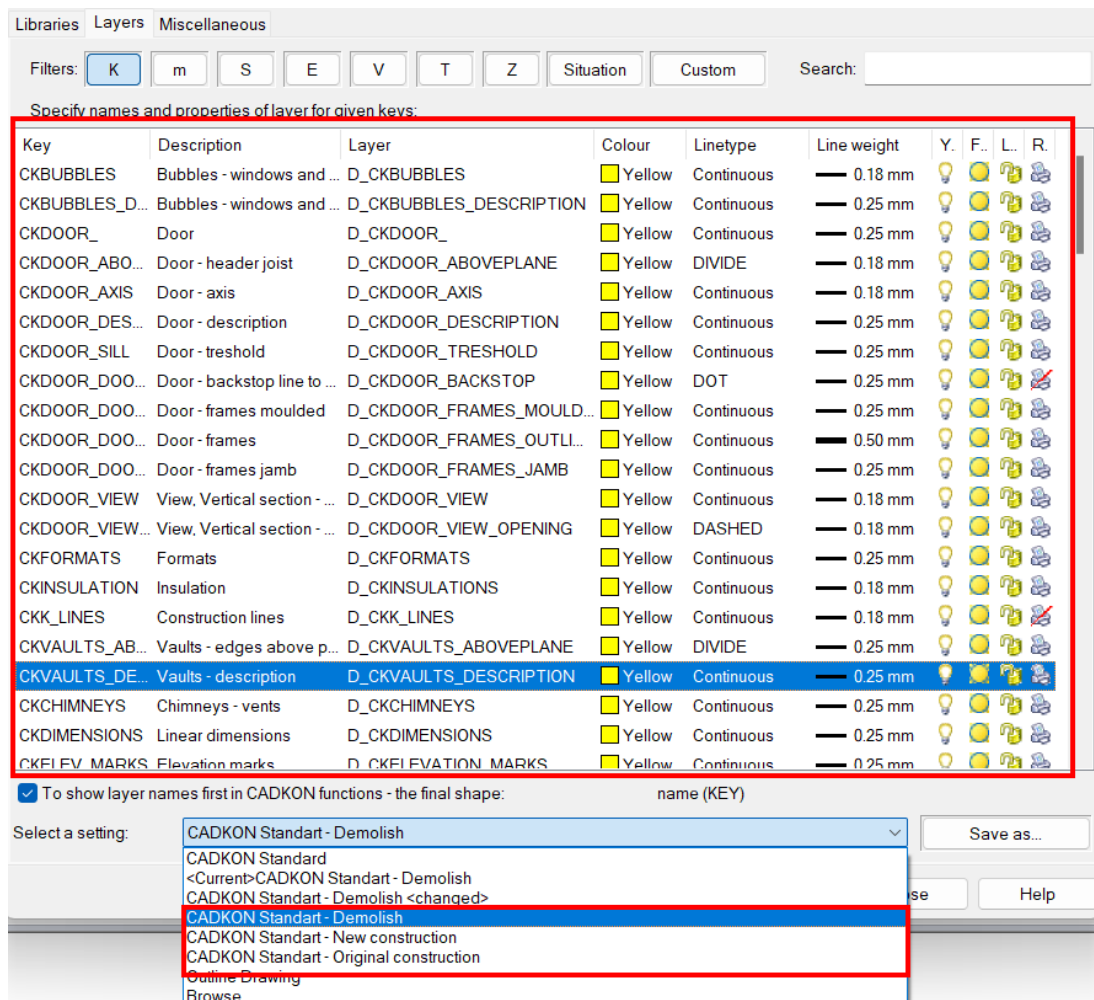 Libraries Layers Miscellaneous
Filters: K m S E V T Z Situation Custom Search:
Specify names and properties of layer for given keys:
Key Description Layer Colour Linetype Line weight Y. F.. L.. R.
CKBUBBLES Bubbles - windows and ... D_CKBUBBLES Yellow Continuous 0.18 mm
CKBUBBLES_D... Bubbles - windows and ... D_CKBUBBLES_DESCRIPTION Yellow Continuous 0.25 mm
CKDOOR_ Door D_CKDOOR_ Yellow Continuous 0.25 mm
CKDOOR_ABO... Door - header joist D_CKDOOR_ABOVEPLANE Yellow DIVIDE 0.18 mm
CKDOOR_AXIS Door - axis D_CKDOOR_AXIS Yellow Continuous 0.18 mm
CKDOOR_DES... Door - description D_CKDOOR_DESCRIPTION Yellow Continuous 0.25 mm
CKDOOR_SILL Door - treshold D_CKDOOR_TRESHOLD Yellow Continuous 0.25 mm
CKDOOR_DOO... Door - backstop line to ... D_CKDOOR_BACKSTOP Yellow DOT 0.25 mm
CKDOOR_DOO... Door - frames moulded D_CKDOOR_FRAMES_MOULD... Yellow Continuous 0.25 mm
CKDOOR_DOO... Door - frames D_CKDOOR_FRAMES_OUTLI... Yellow Continuous 0.50 mm
CKDOOR_DOO... Door - frames jamb D_CKDOOR_FRAMES_JAMB Yellow Continuous 0.25 mm
CKDOOR_VIEW View, Vertical section - ... D_CKDOOR_VIEW Yellow Continuous 0.18 mm
CKDOOR_VIEW... View, Vertical section - ... D_CKDOOR_VIEW_OPENING Yellow DASHED 0.18 mm
CKFORMATS Formats D_CKFORMATS Yellow Continuous 0.25 mm
CKINSULATION Insulation D_CKINSULATIONS Yellow Continuous 0.18 mm
CKK_LINES Construction lines D_CKK_LINES Yellow Continuous 0.18 mm
CKVAULTS_AB... Vaults - edges above p... D_CKVAULTS_ABOVEPLANE Yellow DIVIDE 0.25 mm
CKVAULTS_DE... Vaults - description D_CKVAULTS_DESCRIPTION Yellow Continuous 0.25 mm
CKCHIMNEYS Chimneys - vents D_CKCHIMNEYS Yellow Continuous 0.25 mm
CKDIMENSIONS Linear dimensions D_CKDIMENSIONS Yellow Continuous 0.25 mm
CKELEV_MARKS Elevation marks D_CKELEVATION_MARKS Yellow Continuous 0.25 mm
To show layer names first in CADKON functions - the final shape: name (KEY)
Select a setting: CADKON Standart - Demolish Save as...
CADKON Standard
<Current>CADKON Standart - Demolish
CADKON Standart - Demolish <changed>
se Help
CADKON Standart - Demolish
CADKON Standart - New construction
CADKON Standart - Original construction
Outline Drawing
Browse